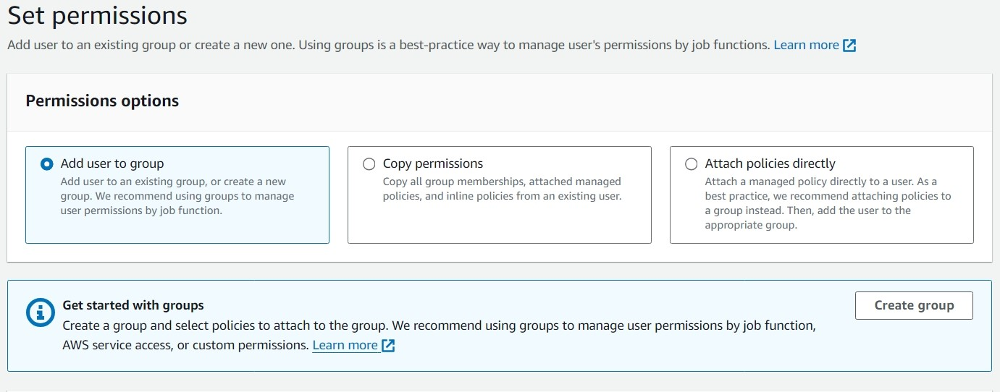 Set permissions
Add user to an existing group or create a new one. Using groups is a best-practice way to manage user's permissions by job functions. Learn more
Permissions options
Add user to group
Add user to an existing group, or create a new
group. We recommend using groups to manage
user permissions by job function.
Copy permissions
Copy all group memberships, attached managed
policies, and inline policies from an existing user.
Attach policies directly
Attach a managed policy directly to a user. As a
best practice, we recommend attaching policies to
a group instead. Then, add the user to the
appropriate group.
Get started with groups
Create a group and select policies to attach to the group. We recommend using groups to manage user permissions by job function,
AWS service access, or custom permissions. Learn more
Create group